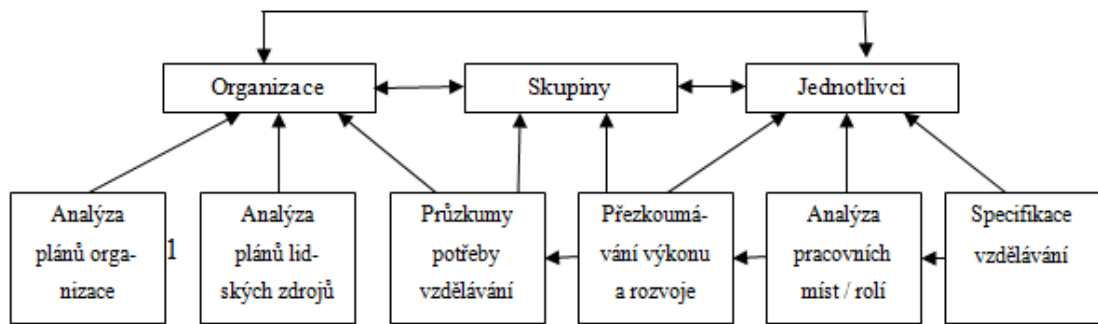 Organizace
Skupiny
Jednotlivci
Analýza
plánů orga-
nizace
1
Analýza
plánů lid-
ských zdrojů
Průzkumy
potřeby
vzdělávání
Přezkoumá-
vání výkonu
a rozvoje
Analýza
pracovních
míst / rolí
Specifikace
vzdělávání